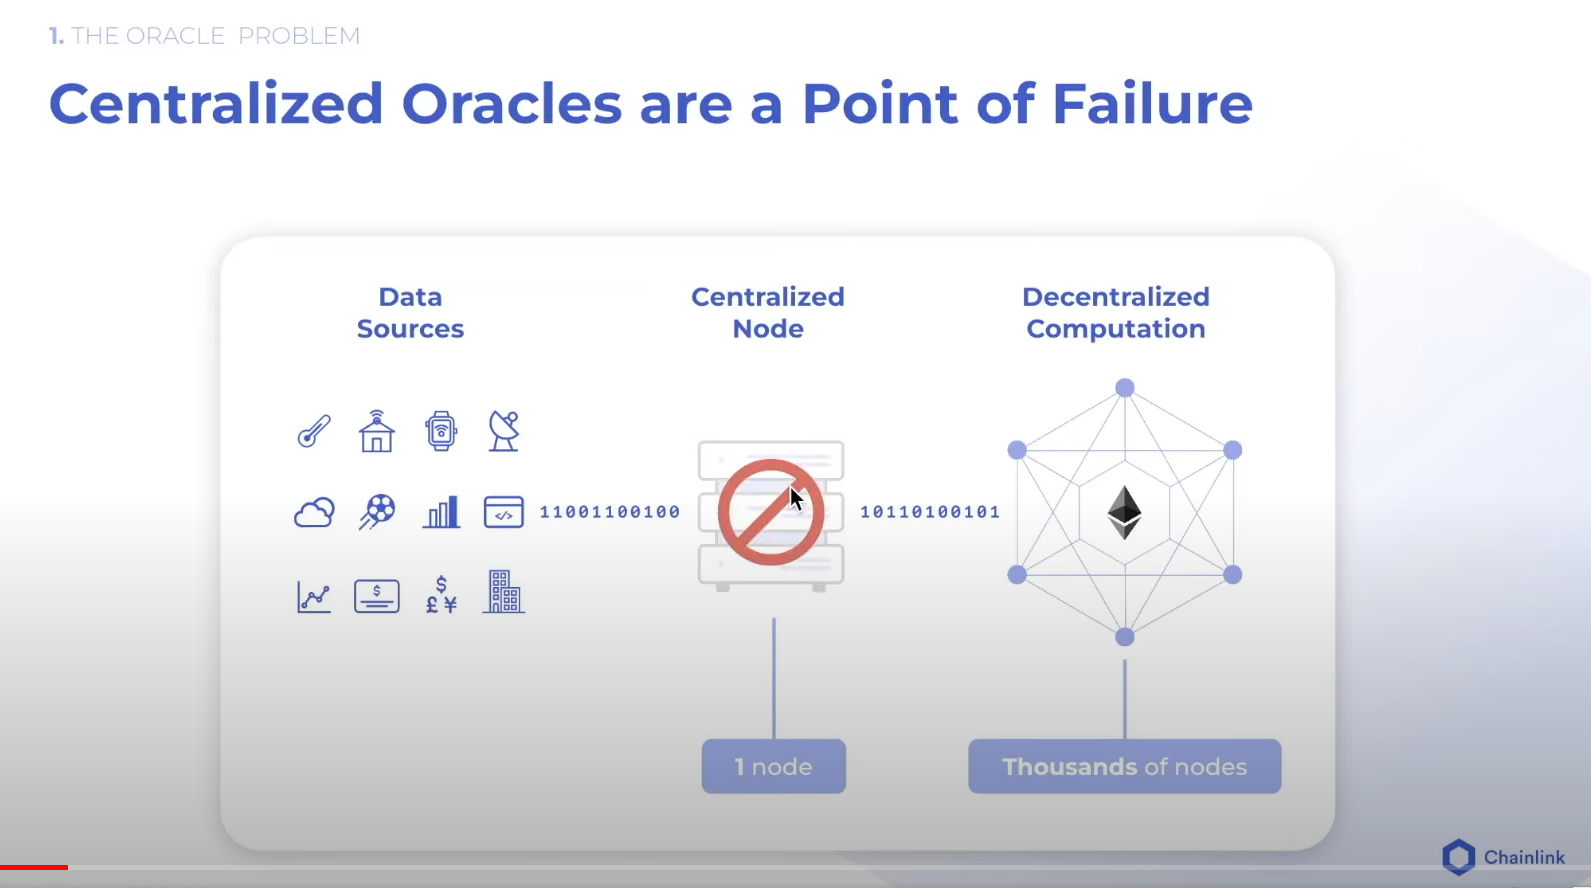 1. THE ORACLE PROBLEM
Centralized Oracles are a Point of Failure
Data
Sources
Centralized
Node
Decentralized
Computation
11001100100
10110100101
</>
$
$
£ ¥
1 node
Thousands of nodes
Chainlink